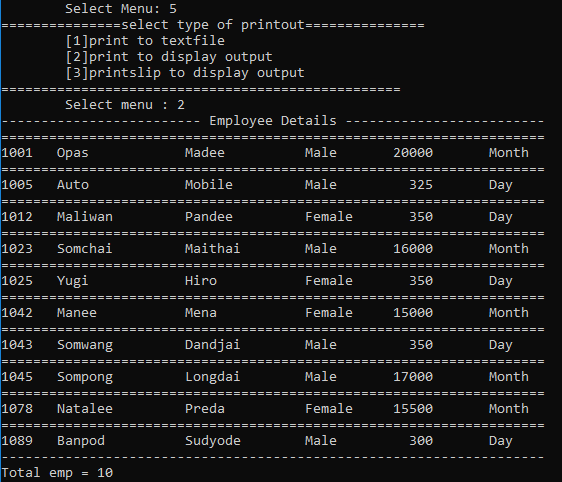 Select Menu: 5
===============select type of printout===============
[1]print to textfile
[2]print to display output
[3]printslip to display output
==================================================
Select menu : 2
------------------------- Employee Details -------------------------
====================================================================
1001   Opas            Madee          Male       20000       Month
====================================================================
1005   Auto            Mobile         Male         325       Day
====================================================================
1012   Maliwan         Pandee         Female       350       Day
====================================================================
1023   Somchai         Maithai        Male       16000       Month
====================================================================
1025   Yugi            Hiro           Female       350       Day
====================================================================
1042   Manee           Mena           Female     15000       Month
====================================================================
1043   Somwang         Dandjai        Male         350       Day
====================================================================
1045   Sompong         Longdai        Male       17000       Month
====================================================================
1078   Natalee         Preda          Female     15500       Month
====================================================================
1089   Banpod          Sudyode        Male         300       Day
--------------------------------------------------------------------
Total emp = 10